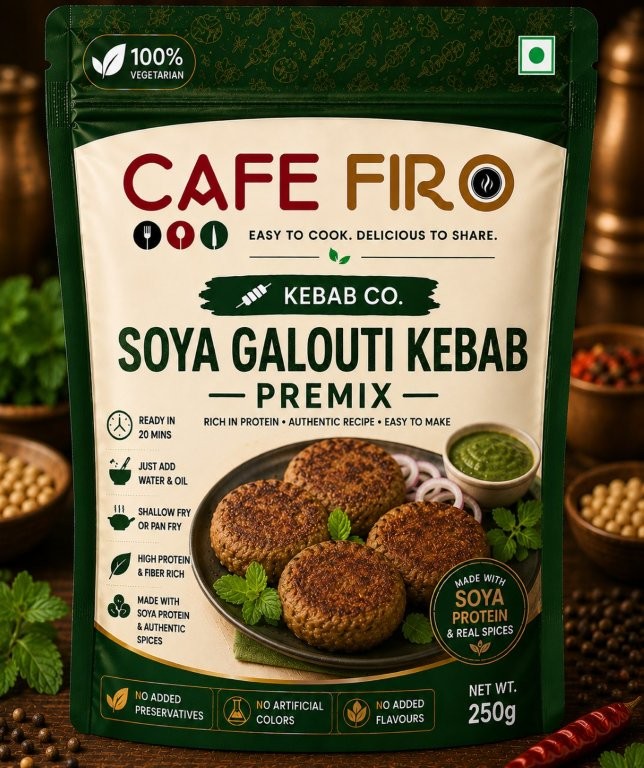 100%
VEGETARIAN
CAFE FIRO
EASY TO COOK. DELICIOUS TO SHARE.
KEBAB CO.
SOYA GALOUTI KEBAB
PREMIX
RICH IN PROTEIN • AUTHENTIC RECIPE • EASY TO MAKE
READY IN
20 MINS
JUST ADD
WATER & OIL
SHALLOW FRY
OR PAN FRY
HIGH PROTEIN
& FIBER RICH
MADE WITH
SOYA PROTEIN
& AUTHENTIC
SPICES
MADE WITH
SOYA
PROTEIN
& REAL SPICES
NO ADDED
PRESERVATIVES
NO ARTIFICIAL
COLORS
NO ADDED
FLAVOURS
NET WT.
250g